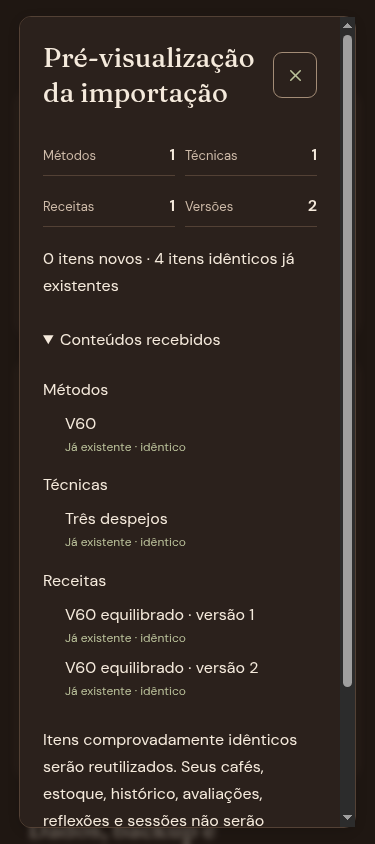 Pré-visualização
da importação
Métodos 1 Técnicas 1
Receitas 1 Versões 2
0 itens novos · 4 itens idênticos já
existentes
▼ Conteúdos recebidos
Métodos
V60
Já existente · idêntico
Técnicas
Três despejos
Já existente · idêntico
Receitas
V60 equilibrado · versão 1
Já existente · idêntico
V60 equilibrado · versão 2
Já existente · idêntico
Itens comprovadamente idênticos
serão reutilizados. Seus cafés,
estoque, histórico, avaliações,
reflexões e sessões não serão